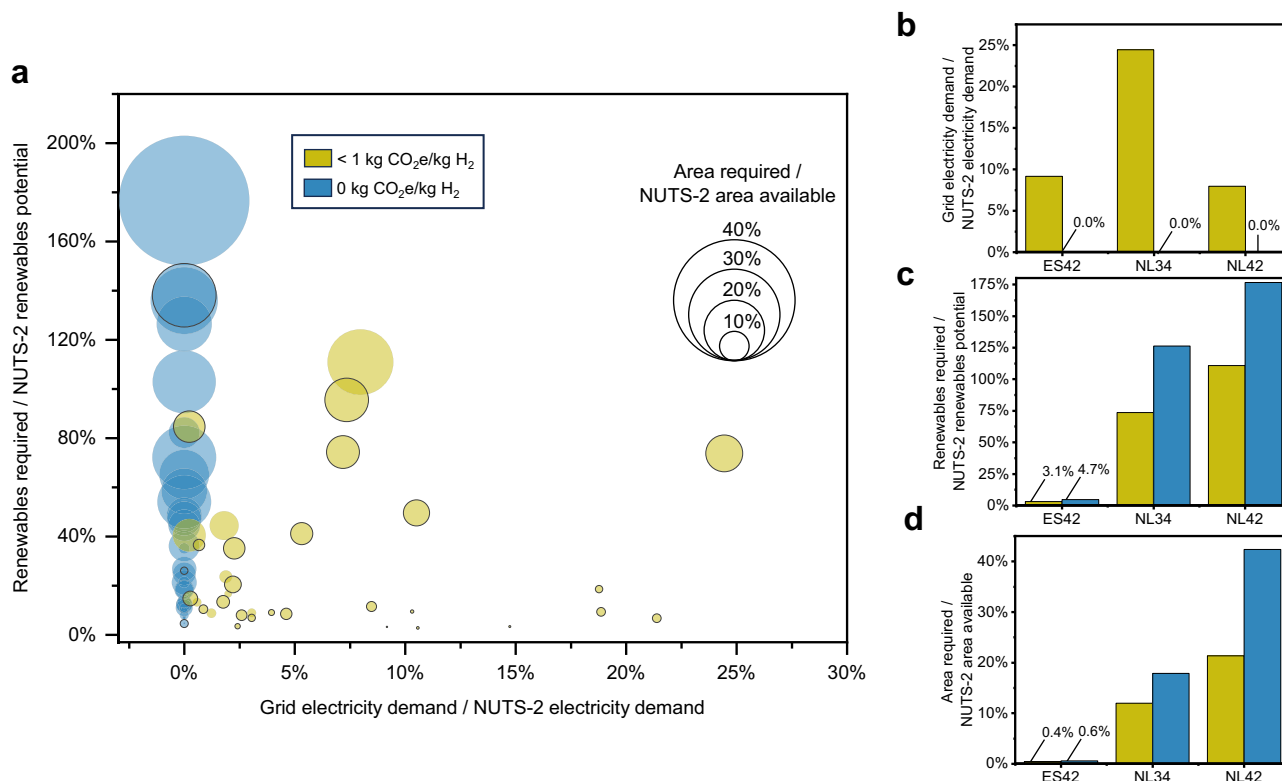 a
Renewables required / NUTS-2 renewables potential
200%
160%
120%
80%
40%
0%
< 1 kg CO₂e/kg H₂
0 kg CO₂e/kg H₂
Area required /
NUTS-2 area available
40%
30%
20%
10%
0%
5%
10%
15%
20%
25%
30%
Grid electricity demand / NUTS-2 electricity demand
b
Grid electricity demand /
NUTS-2 electricity demand
25%
20%
15%
10%
5%
0%
0.0%
0.0%
0.0%
ES42
NL34
NL42
c
Renewables required /
NUTS-2 renewables potential
175%
150%
125%
100%
75%
50%
25%
0%
3.1%
4.7%
ES42
NL34
NL42
d
Area required /
NUTS-2 area available
40%
30%
20%
10%
0%
0.4%
0.6%
ES42
NL34
NL42